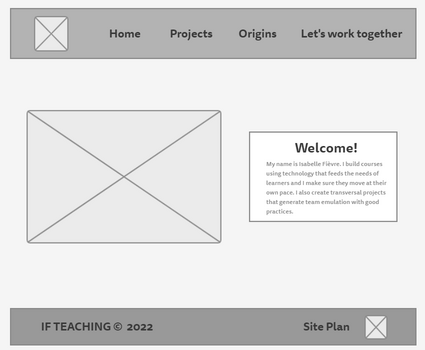 Home Projects Origins Let's work together
Welcome!
My name is Isabelle Fièvre. I build courses
using technology that feeds the needs of
learners and I make sure they move at their
own pace. I also create transversal projects
that generate team emulation with good
practices.
IF TEACHING © 2022 Site Plan